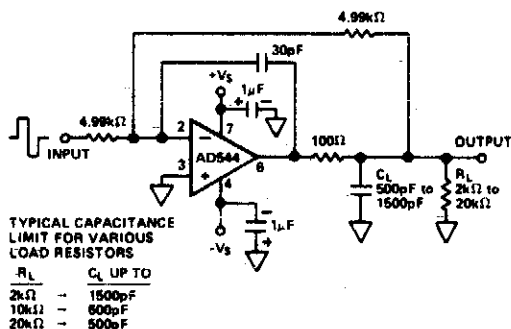 4.99kΩ
30pF
+VS
1μF
+ −
4.99kΩ
INPUT
2
−
7
AD544
3
+
4
6
100Ω
OUTPUT
CL
500pF to
1500pF
RL
2kΩ to
20kΩ
−
1μF
+
-VS
TYPICAL CAPACITANCE
LIMIT FOR VARIOUS
LOAD RESISTORS
RL CL UP TO
2kΩ → 1500pF
10kΩ → 600pF
20kΩ → 500pF